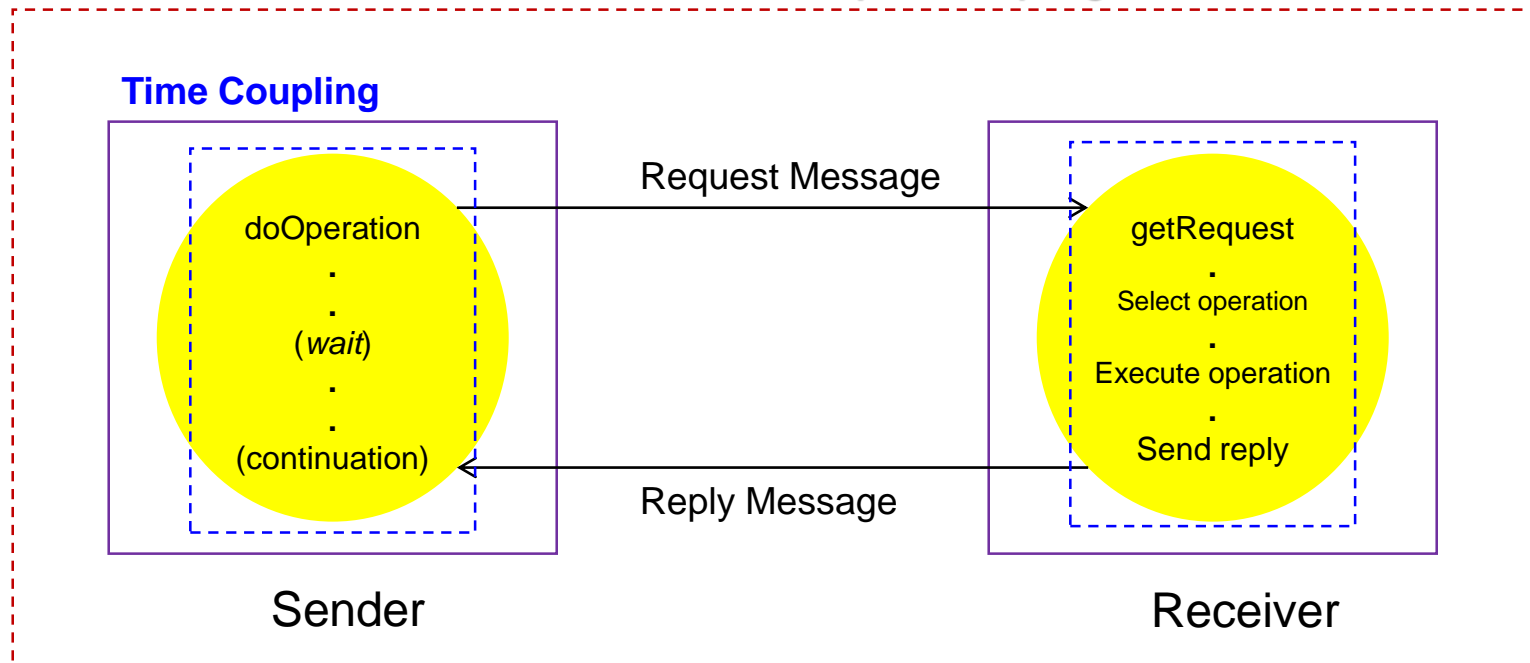 Time Coupling
Request Message
doOperation
.
.
(wait)
.
.
(continuation)
getRequest
.
Select operation
.
Execute operation
.
Send reply
Reply Message
Sender
Receiver